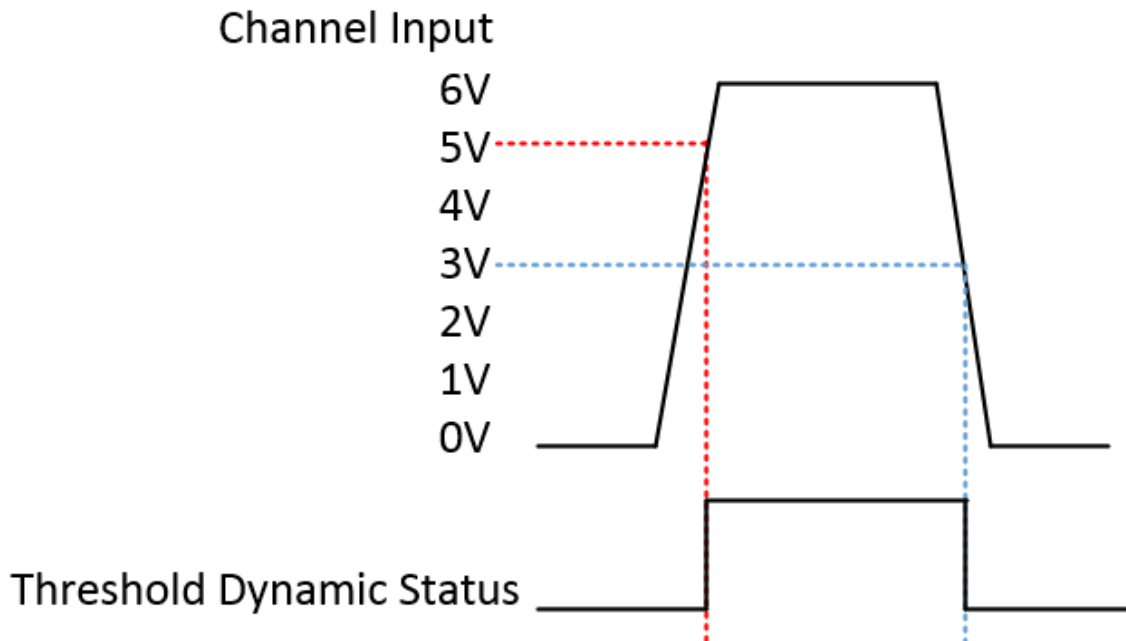 Channel Input
6V
5V
4V
3V
2V
1V
0V
Threshold Dynamic Status